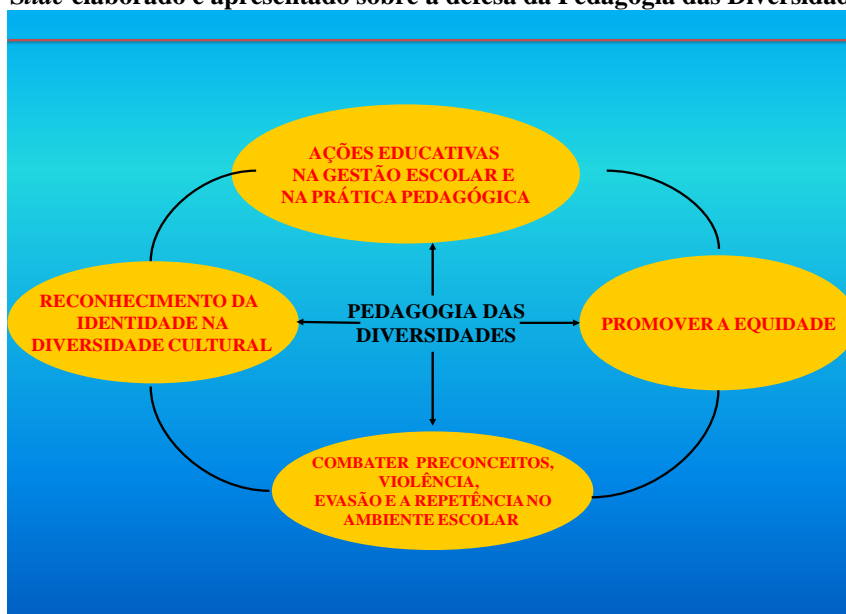 Slide elaborado e apresentado sobre a defesa da Pedagogia das Diversidad
AÇÕES EDUCATIVAS
NA GESTÃO ESCOLAR E
NA PRÁTICA PEDAGÓGICA
RECONHECIMENTO DA
IDENTIDADE NA
DIVERSIDADE CULTURAL
PEDAGOGIA DAS
DIVERSIDADES
PROMOVER A EQUIDADE
COMBATER PRECONCEITOS,
VIOLÊNCIA,
EVASÃO E A REPETÊNCIA NO
AMBIENTE ESCOLAR